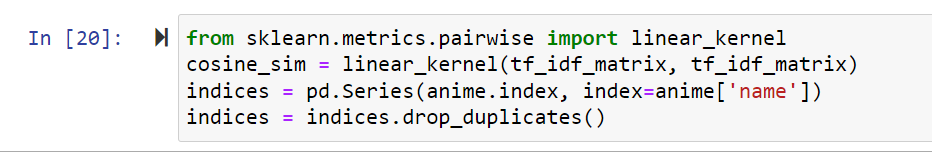 In [20]:
from sklearn.metrics.pairwise import linear_kernel
cosine_sim = linear_kernel(tf_idf_matrix, tf_idf_matrix)
indices = pd.Series(anime.index, index=anime['name'])
indices = indices.drop_duplicates()